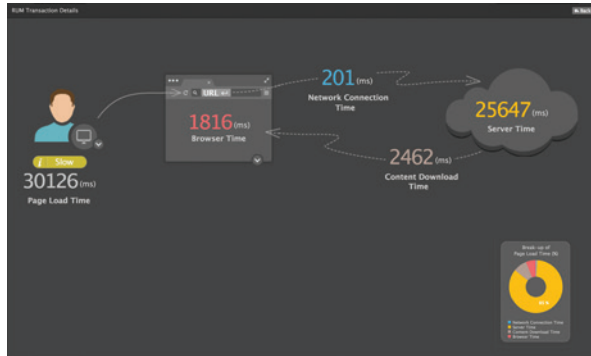 RUM Transaction Details
Back
URL
201 (ms)
Network Connection
Time
25647 (ms)
Server Time
1816 (ms)
Browser Time
2462 (ms)
Content Download
Time
i Slow
30126 (ms)
Page Load Time
Break-up of
Page Load Time (%)
Network Connection Time
Server Time
Content Download Time
Browser Time